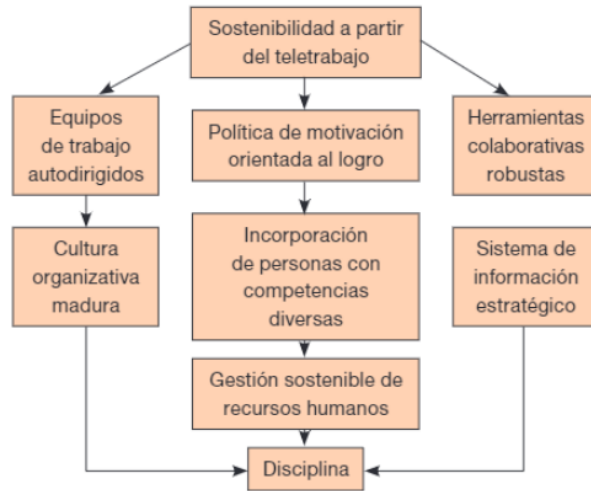 Sostenibilidad a partir
del teletrabajo
Equipos
de trabajo
autodirigidos
Política de motivación
orientada al logro
Herramientas
colaborativas
robustas
Cultura
organizativa
madura
Incorporación
de personas con
competencias
diversas
Sistema de
información
estratégico
Gestión sostenible de
recursos humanos
Disciplina